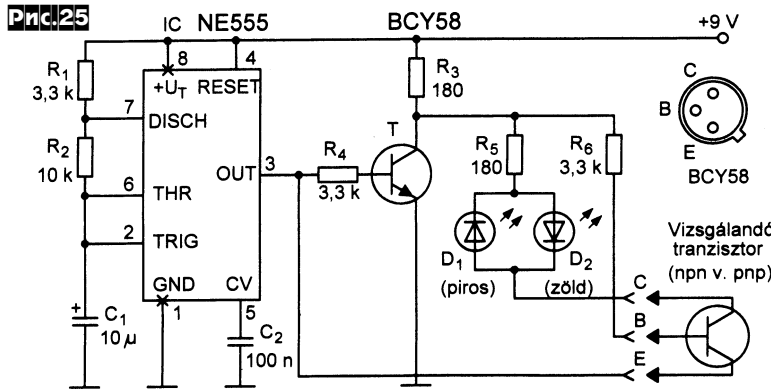 Рис.25
IC NE555
BCY58
+9 V
8
4
R1
3,3 k
+UT RESET
7
DISCH
R2
10 k
OUT
3
R4
3,3 k
T
R3
180
R5
180
R6
3,3 k
C
B
E
BCY58
6
THR
2
TRIG
GND
CV
1
5
+
C1
10 μ
C2
100 n
D1
(piros)
D2
(zöld)
Vizsgálandó
tranzisztor
(npn v. pnp)
C
B
E